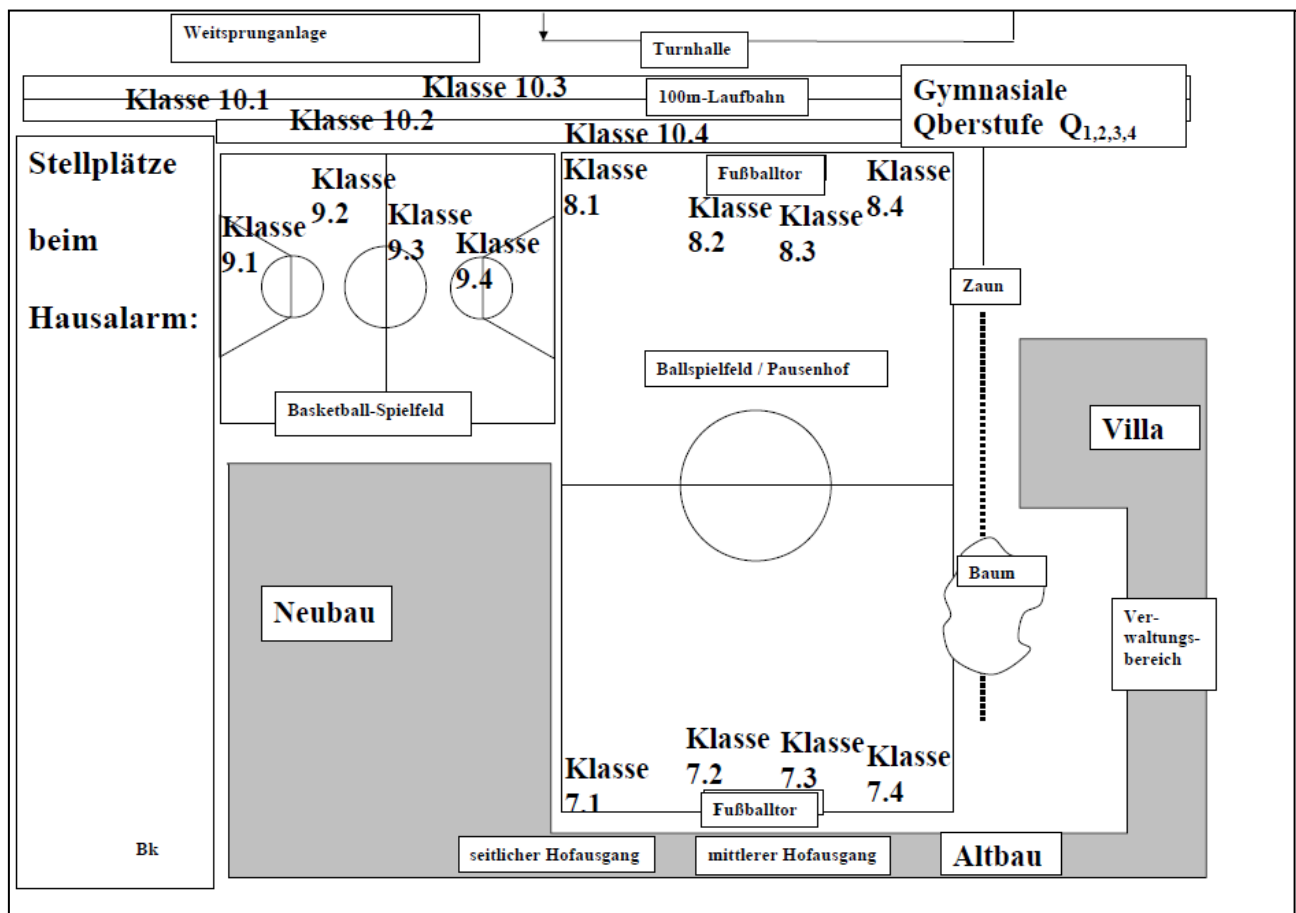 Weitsprunganlage
Turnhalle
Klasse 10.3
100m-Laufbahn
Klasse 10.1
Gymnasiale
Qberstufe Q1,2,3,4
Klasse 10.2
Klasse 10.4
Stellplätze
beim
Hausalarm:
Klasse
9.1
Klasse
9.2
Klasse
9.3
Klasse
9.4
Klasse
8.1
Fußballtor
Klasse
8.2
Klasse
8.3
Klasse
8.4
Zaun
Ballspielfeld / Pausenhof
Basketball-Spielfeld
Villa
Baum
Neubau
Ver-
waltungs-
bereich
Klasse
7.1
Klasse
7.2
Klasse
7.3
Klasse
7.4
Fußballtor
Bk
seitlicher Hofausgang
mittlerer Hofausgang
Altbau